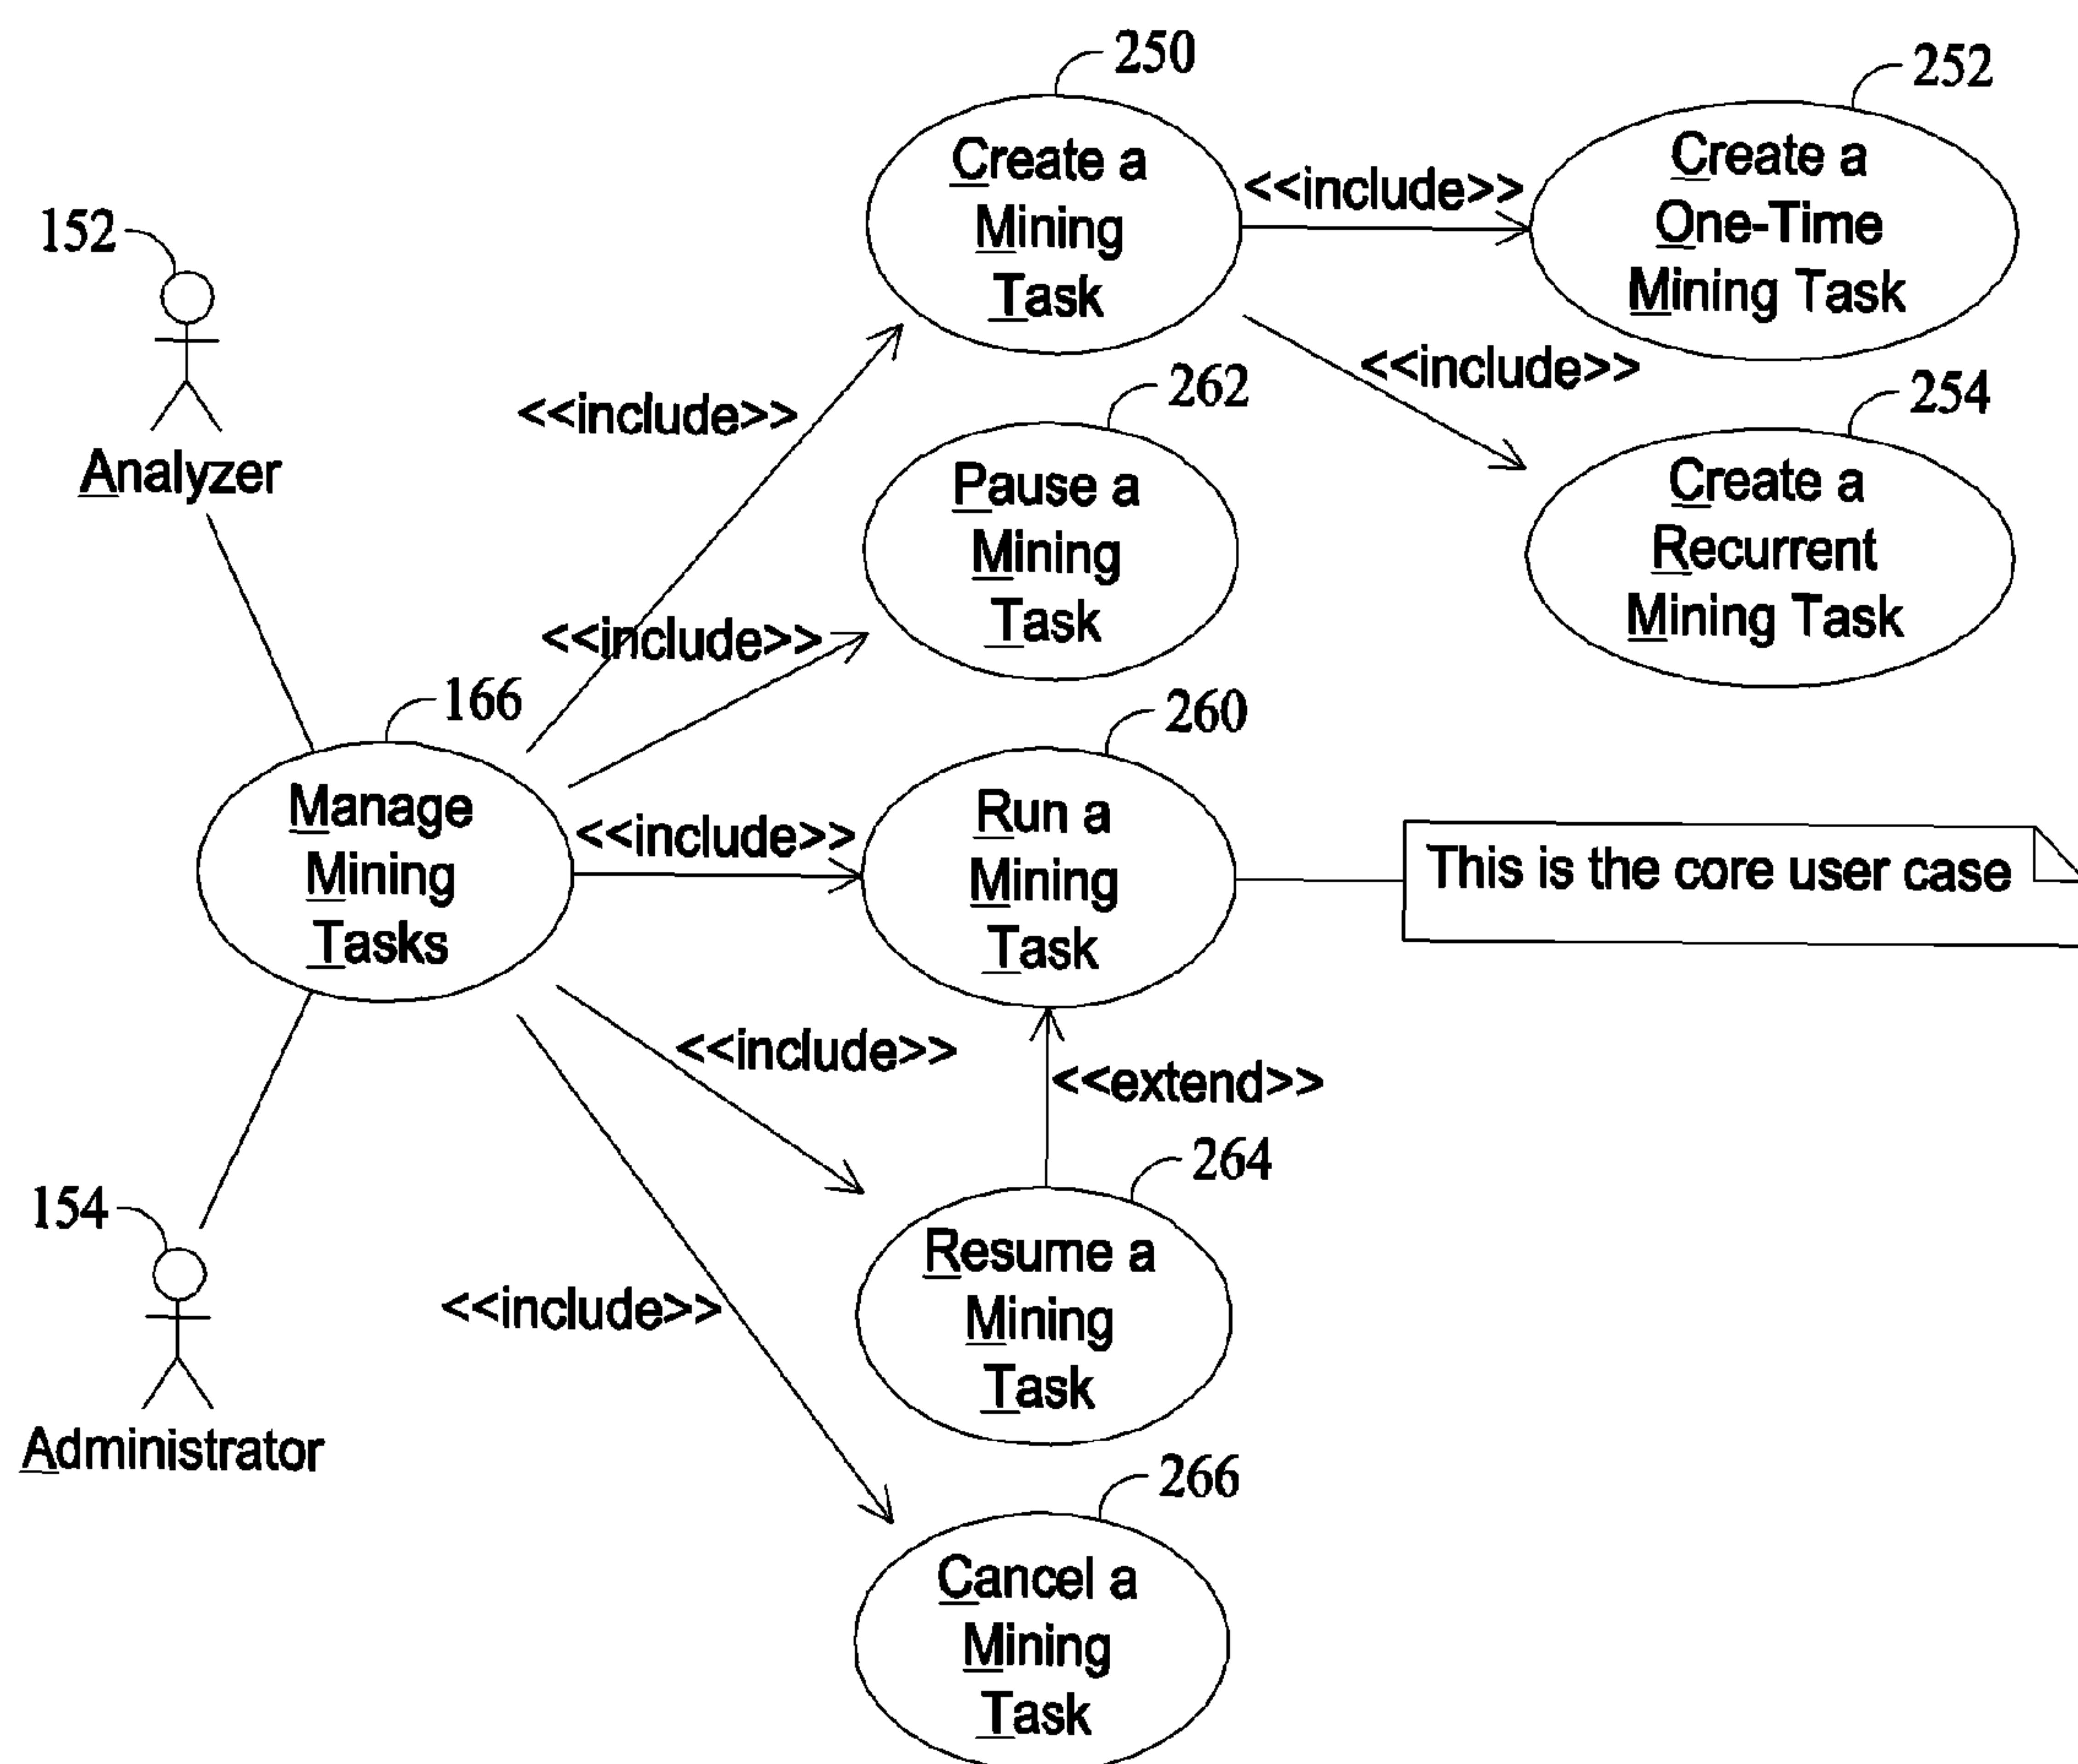 250
252
Create a
Mining
Task
<<include>>
Create a
One-Time
Mining Task
152
Analyzer
<<include>>
<<include>>
262
254
Pause a
Mining
Task
Create a
Recurrent
Mining Task
<<include>>
166
260
Manage
Mining
Tasks
<<include>>
Run a
Mining
Task
This is the core user case
<<include>>
<<extend>>
154
264
Administrator
Resume a
Mining
Task
<<include>>
266
Cancel a
Mining
Task